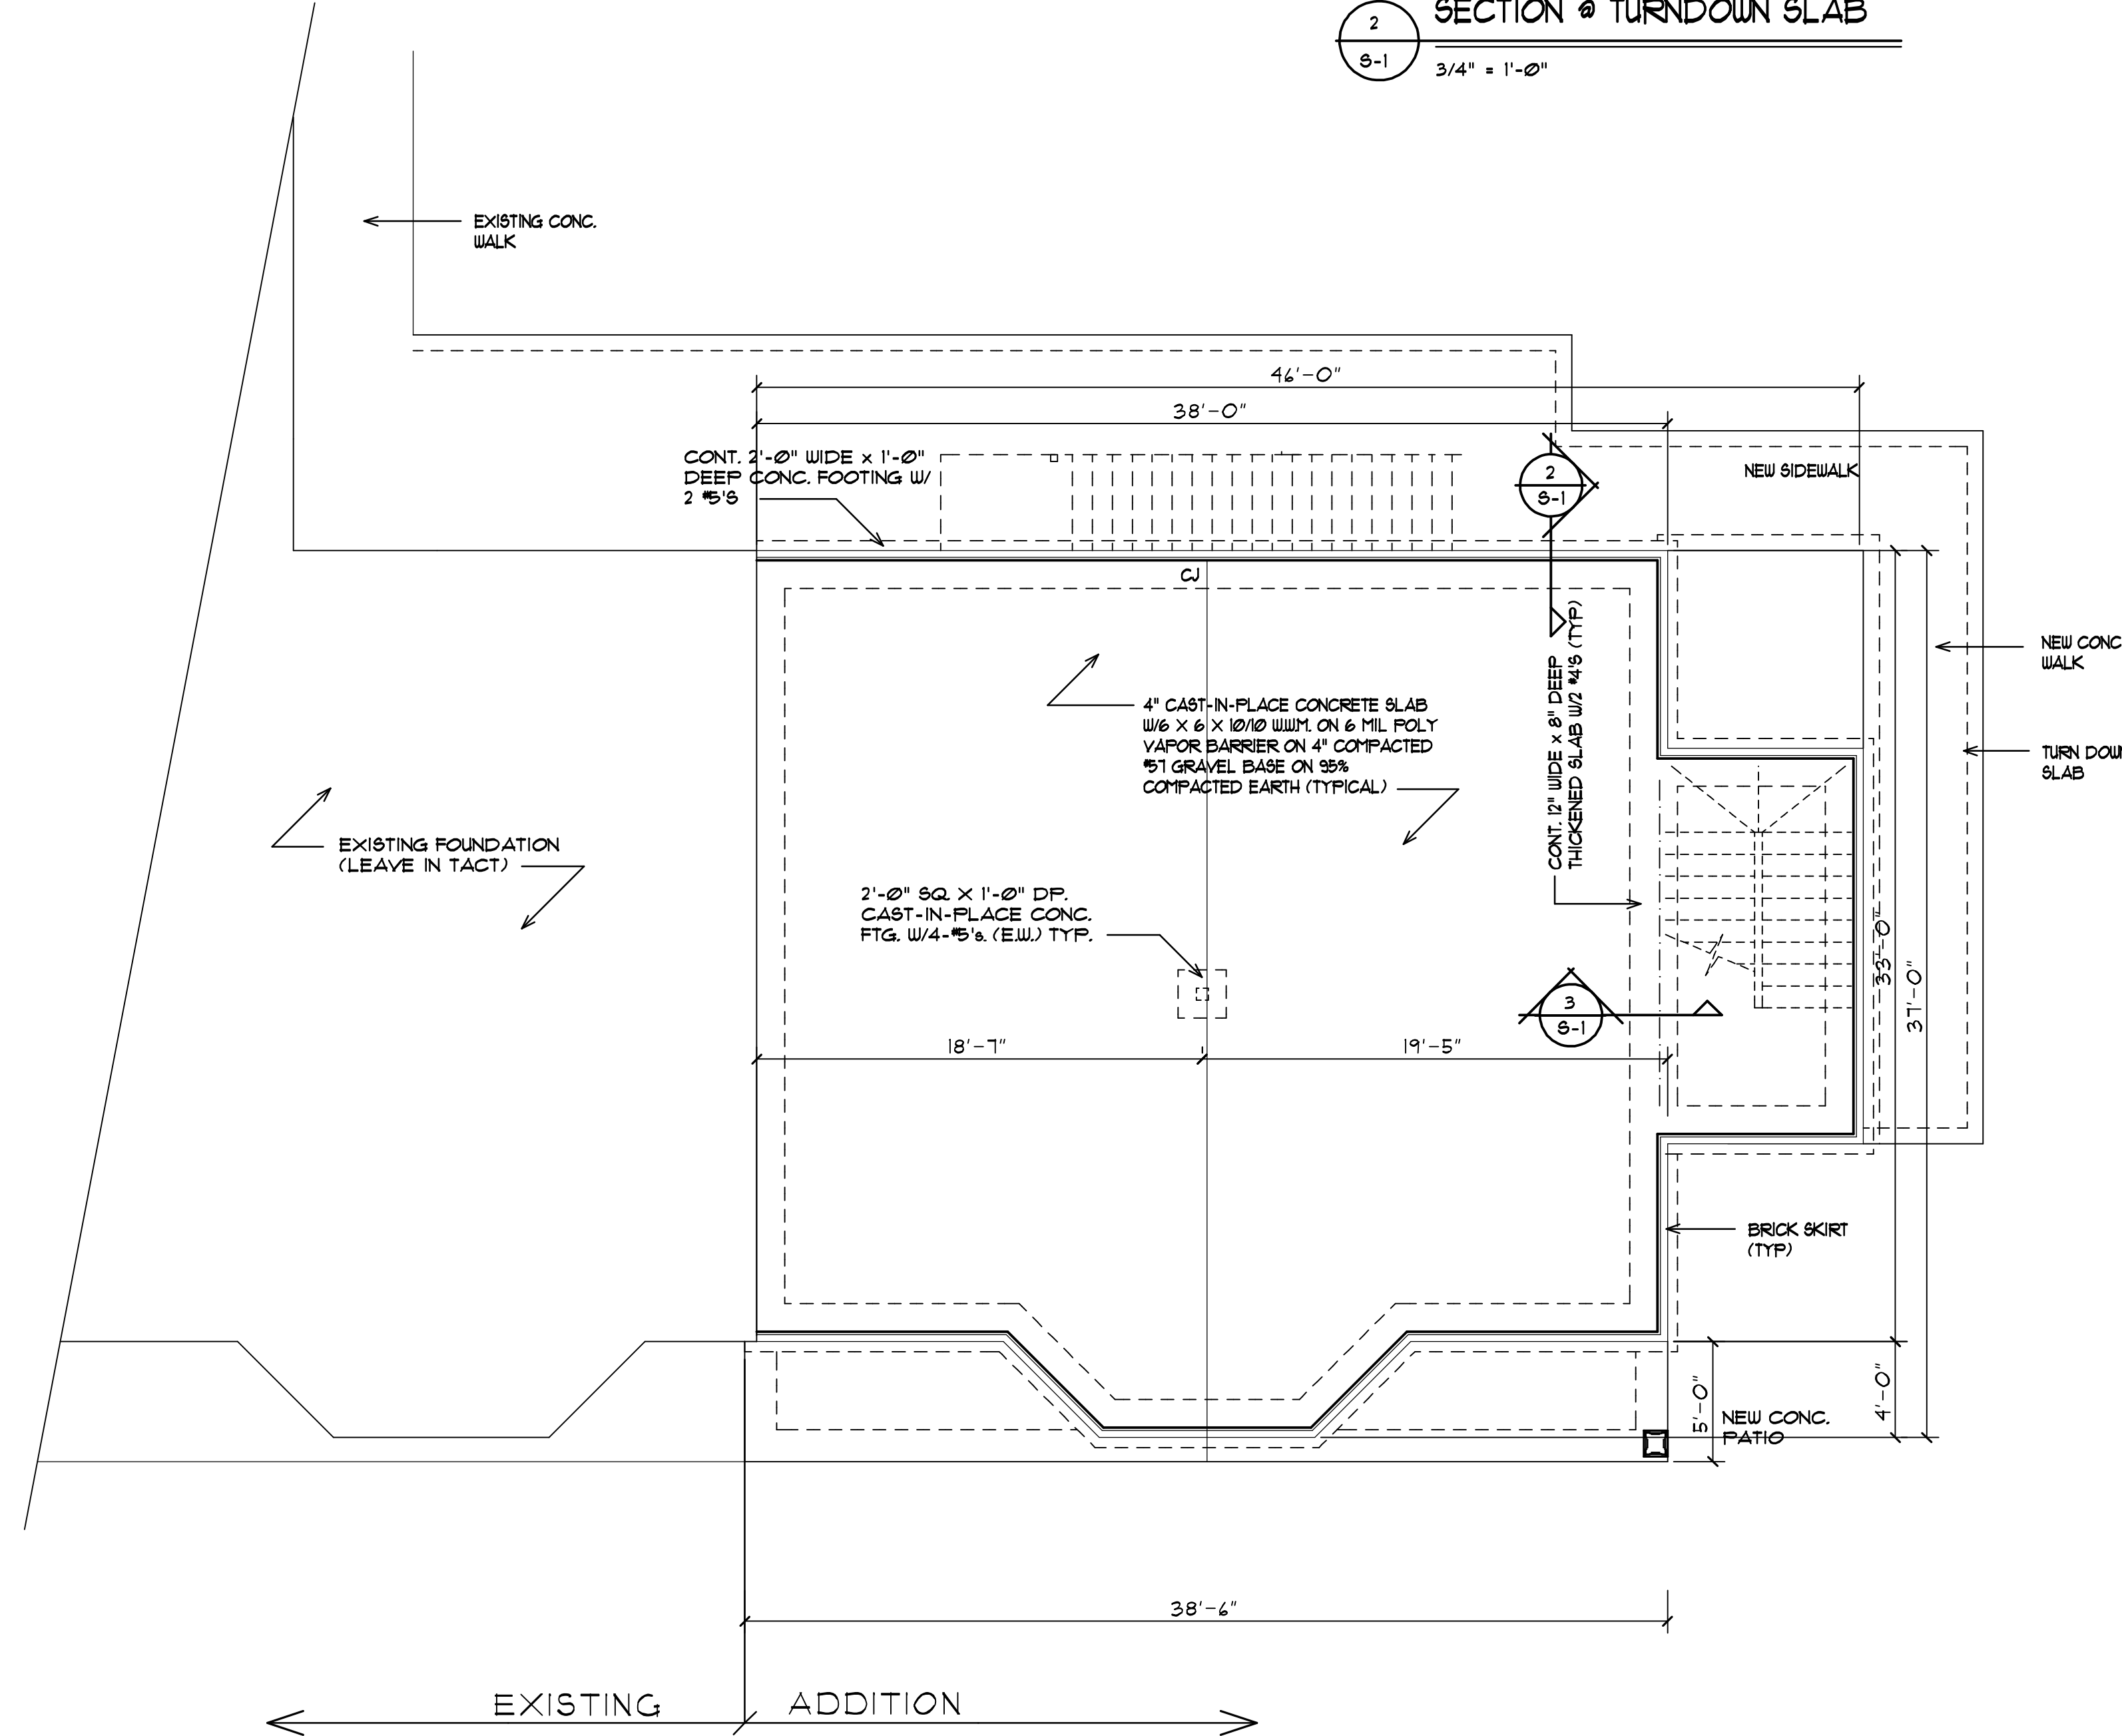 2
S-1
SECTION @ TURNDOWN SLAB
3/4" = 1'-0"
EXISTING CONC.
WALK
46'-0"
38'-0"
CONT. 2'-0" WIDE x 1'-0"
DEEP CONC. FOOTING W/
2 #5'S
2
S-1
NEW SIDEWALK
CJ
NEW CONC
WALK
4" CAST-IN-PLACE CONCRETE SLAB
W/6 X 6 X 10/10 W.W.M. ON 6 MIL POLY
VAPOR BARRIER ON 4" COMPACTED
#57 GRAVEL BASE ON 95%
COMPACTED EARTH (TYPICAL)
CONT. 12" WIDE x 8" DEEP
THICKENED SLAB W/2 #4'S (TYP)
TURN DOW
SLAB
EXISTING FOUNDATION
(LEAVE IN TACT)
2'-0" SQ. X 1'-0" DP.
CAST-IN-PLACE CONC.
FTG. W/4-#5's. (E.W.) TYP.
33'-0"
37'-0"
3
S-1
18'-7"
19'-5"
BRICK SKIRT
(TYP)
5'-0"
4'-0"
NEW CONC.
PATIO
38'-6"
EXISTING
ADDITION